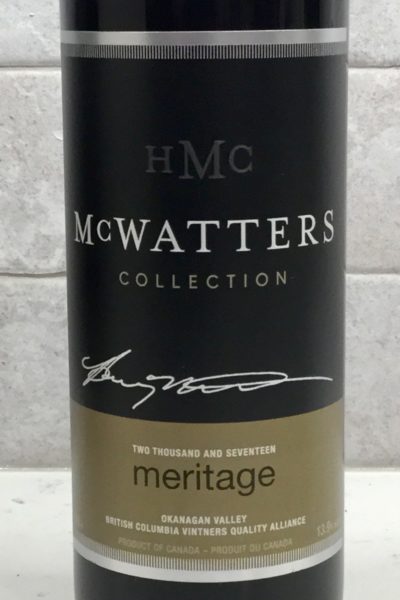 HMC
McWATTERS
COLLECTION
TWO THOUSAND AND SEVENTEEN
meritage
OKANAGAN VALLEY
BRITISH COLUMBIA VINTNERS QUALITY ALLIANCE
PRODUCT OF CANADA – PRODUIT DU CANADA